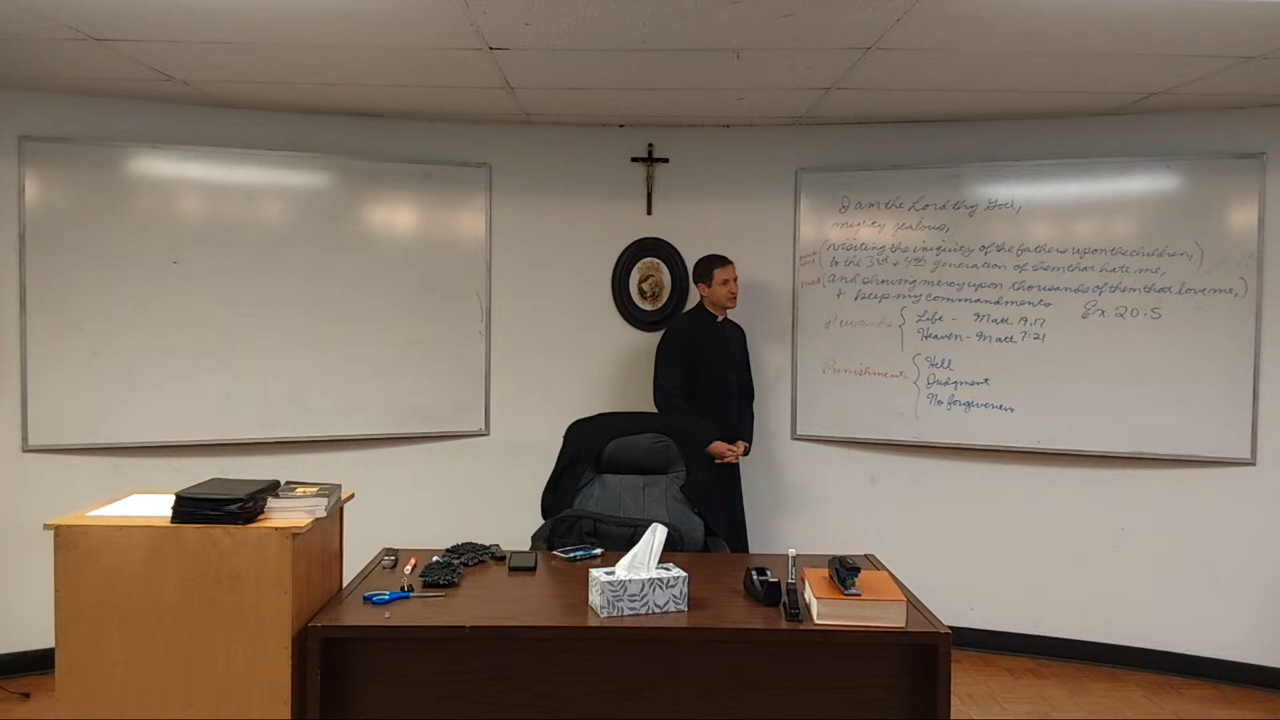 I am the Lord thy God,
mighty jealous,
(visiting the iniquity of the fathers upon the children,)
to the 3rd & 4th generation of them that hate me,
(and showing mercy upon thousands of them that love me,)
& keep my commandments
Ex. 20.5
Rewards { Life - Matt. 19.17
Heaven - Matt 7:21
Punishments { Hell
Judgment
No forgiveness